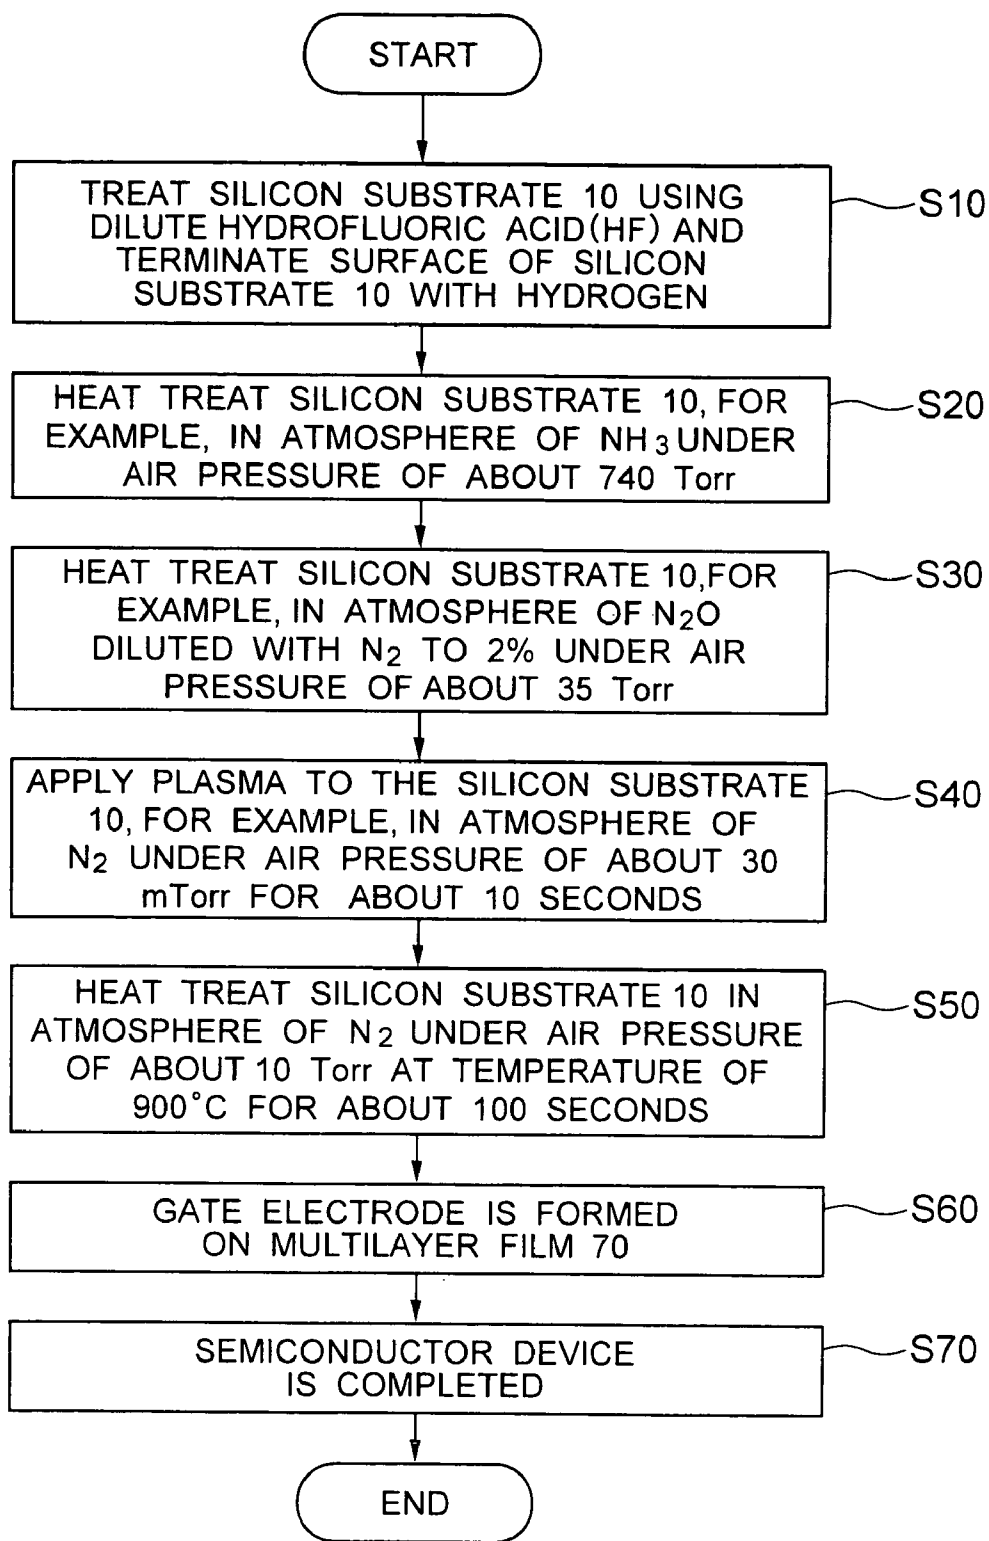 START
TREAT SILICON SUBSTRATE 10 USING
DILUTE HYDROFLUORIC ACID(HF) AND
TERMINATE SURFACE OF SILICON
SUBSTRATE 10 WITH HYDROGEN
S10
HEAT TREAT SILICON SUBSTRATE 10, FOR
EXAMPLE, IN ATMOSPHERE OF NH₃ UNDER
AIR PRESSURE OF ABOUT 740 Torr
S20
HEAT TREAT SILICON SUBSTRATE 10,FOR
EXAMPLE, IN ATMOSPHERE OF N₂O
DILUTED WITH N₂ TO 2% UNDER AIR
PRESSURE OF ABOUT 35 Torr
S30
APPLY PLASMA TO THE SILICON SUBSTRATE
10, FOR EXAMPLE, IN ATMOSPHERE OF
N₂ UNDER AIR PRESSURE OF ABOUT 30
mTorr FOR ABOUT 10 SECONDS
S40
HEAT TREAT SILICON SUBSTRATE 10 IN
ATMOSPHERE OF N₂ UNDER AIR PRESSURE
OF ABOUT 10 Torr AT TEMPERATURE OF
900°C FOR ABOUT 100 SECONDS
S50
GATE ELECTRODE IS FORMED
ON MULTILAYER FILM 70
S60
SEMICONDUCTOR DEVICE
IS COMPLETED
S70
END